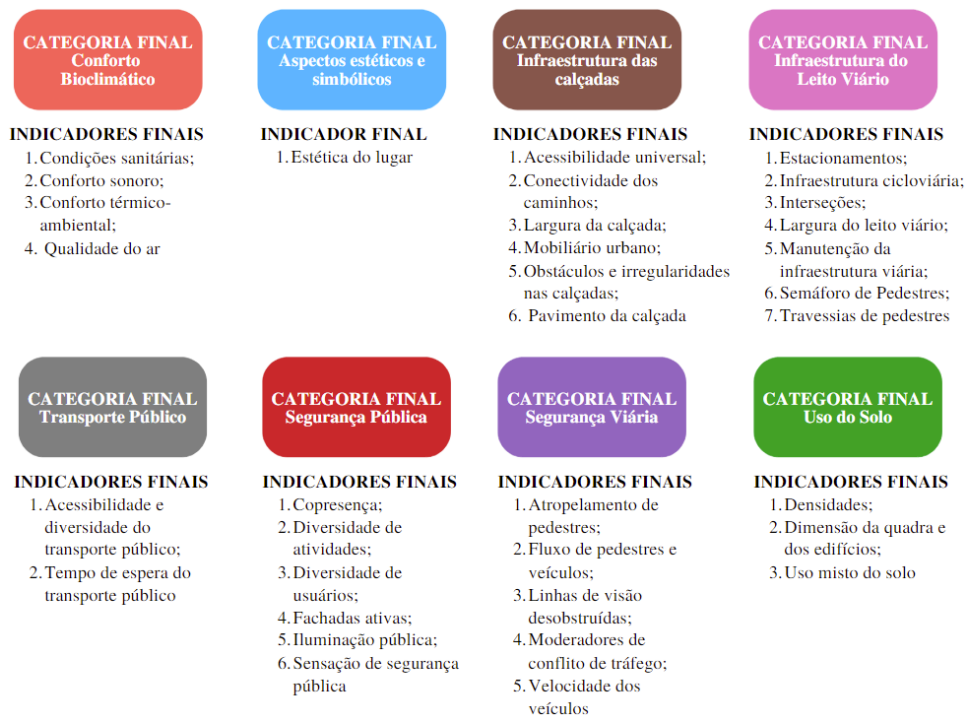 CATEGORIA FINAL
Conforto
Bioclimático
INDICADORES FINAIS
1. Condições sanitárias;
2. Conforto sonoro;
3. Conforto térmico-
ambiental;
4. Qualidade do ar
CATEGORIA FINAL
Aspectos estéticos e
simbólicos
INDICADOR FINAL
1. Estética do lugar
CATEGORIA FINAL
Infraestrutura das
calçadas
INDICADORES FINAIS
1. Acessibilidade universal;
2. Conectividade dos
caminhos;
3. Largura da calçada;
4. Mobiliário urbano;
5. Obstáculos e irregularidades
nas calçadas;
6. Pavimento da calçada
CATEGORIA FINAL
Infraestrutura do
Leito Viário
INDICADORES FINAIS
1. Estacionamentos;
2. Infraestrutura cicloviária;
3. Interseções;
4. Largura do leito viário;
5. Manutenção da
infraestrutura viária;
6. Semáforo de Pedestres;
7. Travessias de pedestres
CATEGORIA FINAL
Transporte Público
INDICADORES FINAIS
1. Acessibilidade e
diversidade do
transporte público;
2. Tempo de espera do
transporte público
CATEGORIA FINAL
Segurança Pública
INDICADORES FINAIS
1. Copresença;
2. Diversidade de
atividades;
3. Diversidade de
usuários;
4. Fachadas ativas;
5. Iluminação pública;
6. Sensação de segurança
pública
CATEGORIA FINAL
Segurança Viária
INDICADORES FINAIS
1. Atropelamento de
pedestres;
2. Fluxo de pedestres e
veículos;
3. Linhas de visão
desobstruídas;
4. Moderadores de
conflito de tráfego;
5. Velocidade dos
veículos
CATEGORIA FINAL
Uso do Solo
INDICADORES FINAIS
1. Densidades;
2. Dimensão da quadra e
dos edifícios;
3. Uso misto do solo